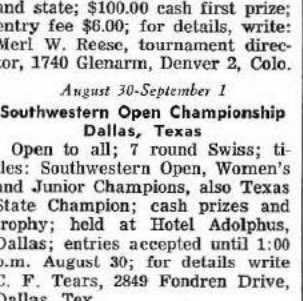 and state; $100.00 cash first prize;
entry fee $6.00; for details, write:
Merl W. Reese, tournament direc-
tor, 1740 Glenarm, Denver 2, Colo.
August 30-September 1
Southwestern Open Championship
Dallas, Texas
Open to all; 7 round Swiss; ti-
les: Southwestern Open, Women's
and Junior Champions, also Texas
State Champion; cash prizes and
trophy; held at Hotel Adolphus,
Dallas; entries accepted until 1:00
p.m. August 30; for details write
C. F. Tears, 2849 Fondren Drive,
Dallas, Tex.